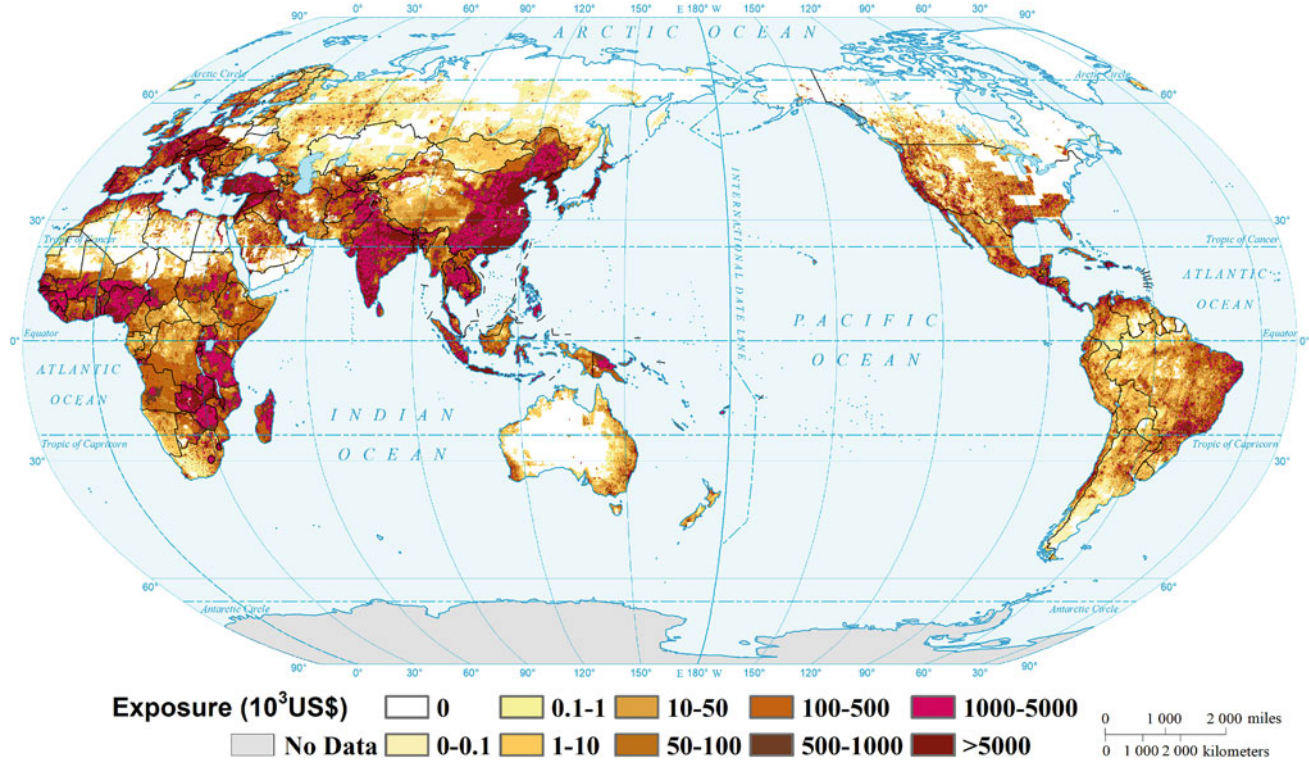 90° 60° 30° 0° 30° 60° 90° 120° 150° E 180° W 150° 120° 90° 60° 30° 0° 30° 90°
ARCTIC OCEAN
Arctic Circle
Arctic Circle
60°
60°
INTERNATIONAL DATE LINE
30°
30°
Tropic of Cancer
Tropic of Cancer
ATLANTIC
OCEAN
PACIFIC
OCEAN
Equator
Equator
0°
0°
ATLANTIC
OCEAN
INDIAN
OCEAN
Tropic of Capricorn
Tropic of Capricorn
30°
30°
60°
60°
Antarctic Circle
Antarctic Circle
90° 0° 30° 60° 90° 120° 150° E 180° W 150° 120° 90° 60° 30° 90°
Exposure (10³US$) 0 0.1-1 10-50 100-500 1000-5000
No Data 0-0.1 1-10 50-100 500-1000 >5000
0 1 000 2 000 miles
0 1 000 2 000 kilometers